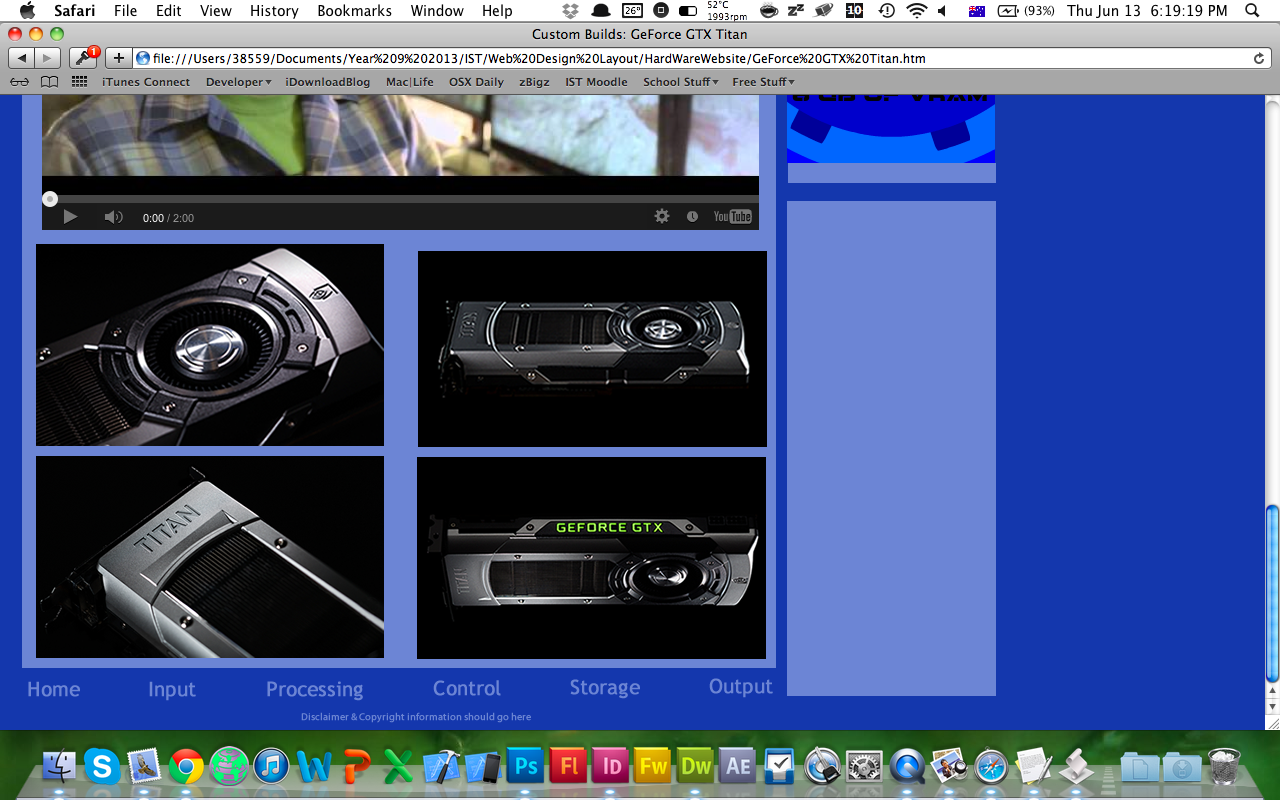 Safari File Edit View History Bookmarks Window Help 26° 52°C 1993rpm 10 (93%) Thu Jun 13 6:19:19 PM
Custom Builds: GeForce GTX Titan
1 file:///Users/38559/Documents/Year%209%202013/IST/Web%20Design%20Layout/HardWareWebsite/GeForce%20GTX%20Titan.htm
iTunes Connect Developer iDownloadBlog Mac|Life OSX Daily zBigz IST Moodle School Stuff Free Stuff
0:00 / 2:00 YouTube
TITAN
TITAN
GEFORCE GTX
TITAN
Home Input Processing Control Storage Output
Disclaimer & Copyright information should go here
S W P X Ps Fl Id Fw Dw AE